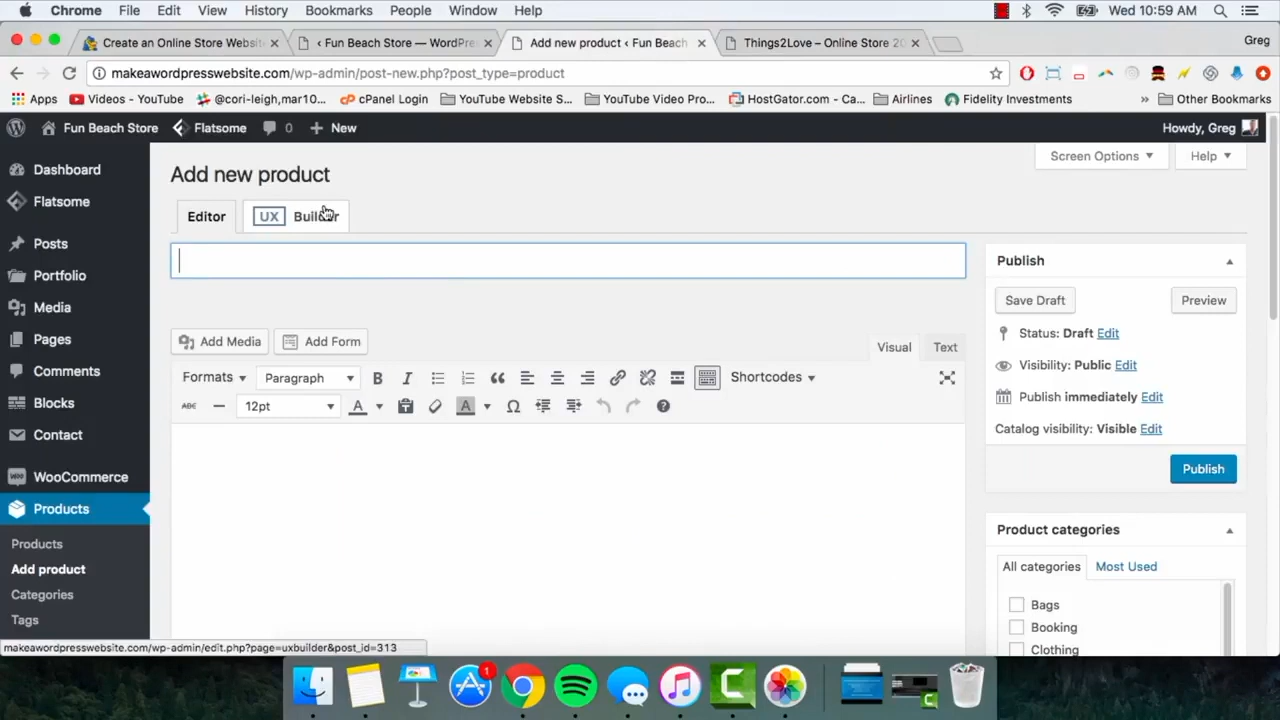 Chrome File Edit View History Bookmarks People Window Help Wed 10:59 AM
Create an Online Store Websit
‹ Fun Beach Store — WordPre
Add new product ‹ Fun Beach
Things2Love – Online Store 20
Greg
makeawordpresswebsite.com/wp-admin/post-new.php?post_type=product
Apps Videos - YouTube @cori-leigh,mar10... cPanel Login YouTube Website S... YouTube Video Pro... HostGator.com - Ca... Airlines Fidelity Investments » Other Bookmarks
Fun Beach Store Flatsome 0 + New Howdy, Greg
Dashboard
Flatsome
Posts
Portfolio
Media
Pages
Comments
Blocks
Contact
WooCommerce
Products
Products
Add product
Categories
Tags
Screen Options Help
Add new product
Editor UX Builder
Add Media Add Form Visual Text
Formats Paragraph B I Shortcodes
ABC 12pt A A Ω
Publish
Save Draft Preview
Status: Draft Edit
Visibility: Public Edit
Publish immediately Edit
Catalog visibility: Visible Edit
Publish
Product categories
All categories Most Used
Bags
Booking
Clothing
makeawordpresswebsite.com/wp-admin/edit.php?page=uxbuilder&post_id=313
1